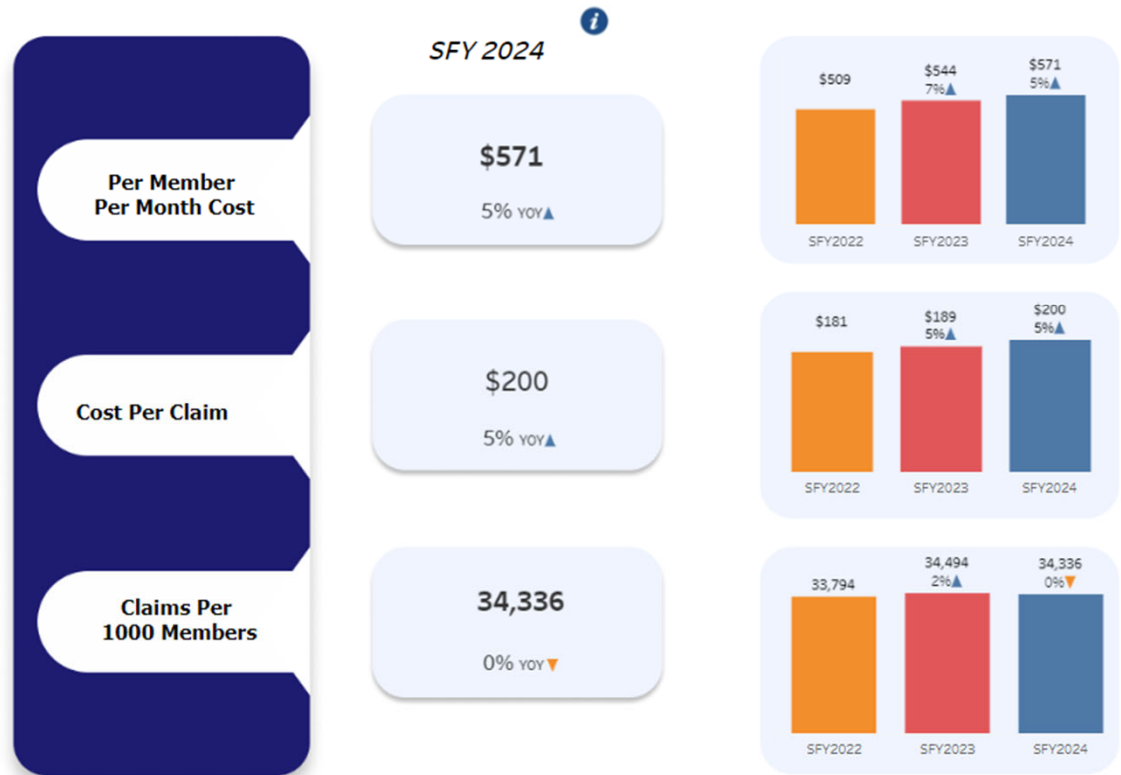 i
SFY 2024
Per Member
Per Month Cost
$571
5% YOY▲
$509
$544
7%▲
$571
5%▲
SFY2022
SFY2023
SFY2024
Cost Per Claim
$200
5% YOY▲
$181
$189
5%▲
$200
5%▲
SFY2022
SFY2023
SFY2024
Claims Per
1000 Members
34,336
0% YOY▼
33,794
34,494
2%▲
34,336
0%▼
SFY2022
SFY2023
SFY2024